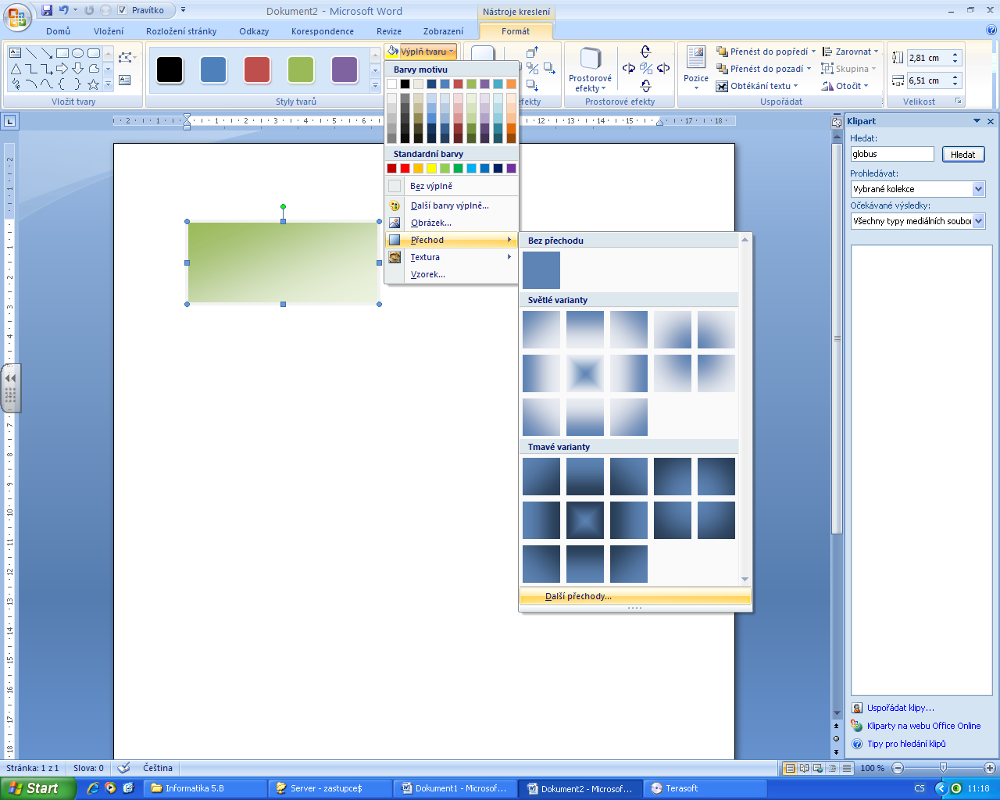 Pravítko
Dokument2 - Microsoft Word
Nástroje kreslení
Domů
Vložení
Rozložení stránky
Odkazy
Korespondence
Revize
Zobrazení
Formát
Výplň tvaru
Prostorové
efekty
Pozice
Přenést do popředí
Přenést do pozadí
Obtékání textu
Zarovnat
Skupina
Otočit
2,81 cm
6,51 cm
Vložit tvary
Styly tvarů
efekty
Prostorové efekty
Uspořádat
Velikost
Barvy motivu
Standardní barvy
Bez výplně
Další barvy výplně...
Obrázek...
Přechod
Textura
Vzorek...
Bez přechodu
Světlé varianty
Tmavé varianty
Další přechody...
Klipart
Hledat:
globus
Hledat
Prohledávat:
Vybrané kolekce
Očekávané výsledky:
Všechny typy mediálních soubor
Uspořádat klipy...
Kliparty na webu Office Online
Tipy pro hledání klipů
Stránka: 1 z 1
Slova: 0
Čeština
100 %
Start
Informatika 5.B
Server - zastupce$
Dokument1 - Microsof...
Dokument2 - Microsof...
Terasoft
CS
11:18